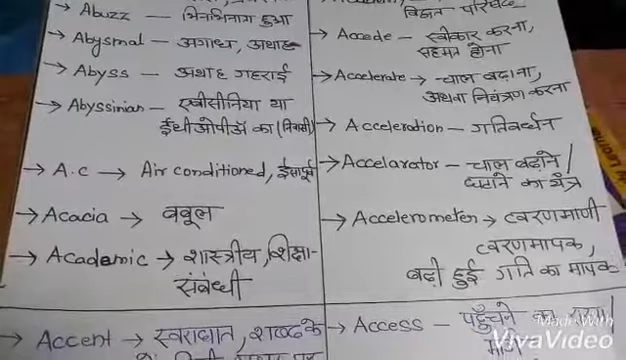 → Abuzz — भिनभिनाता हुआ
→ Abysmal — अगाध, अथाह
→ Abyss — अथाह गहराई
→ Abyssinian — एबीसीनिया या
ईथीओपीऑ का (निवासी)
→ A.c → Air conditioned, ईसापूर्व
→ Acacia → बबूल
→ Academic → शास्त्रीय, शिक्षा-
संबंधी
→ Accent → स्वराघात, शब्द के
विद्वत परिषद
→ Accede — स्वीकार करना,
सहमत होना
→ Accelerate → चाल बढ़ाना,
अथवा नियंत्रण करना
→ Acceleration — गतिवर्धन
→ Accelarator — चाल बढ़ाने /
घटाने का यंत्र
→ Accelerometer → त्वरणमापी
त्वरणमापक,
बढ़ी हुई गति का मापक
→ Access — पहुँचने का
Made With
VivaVideo